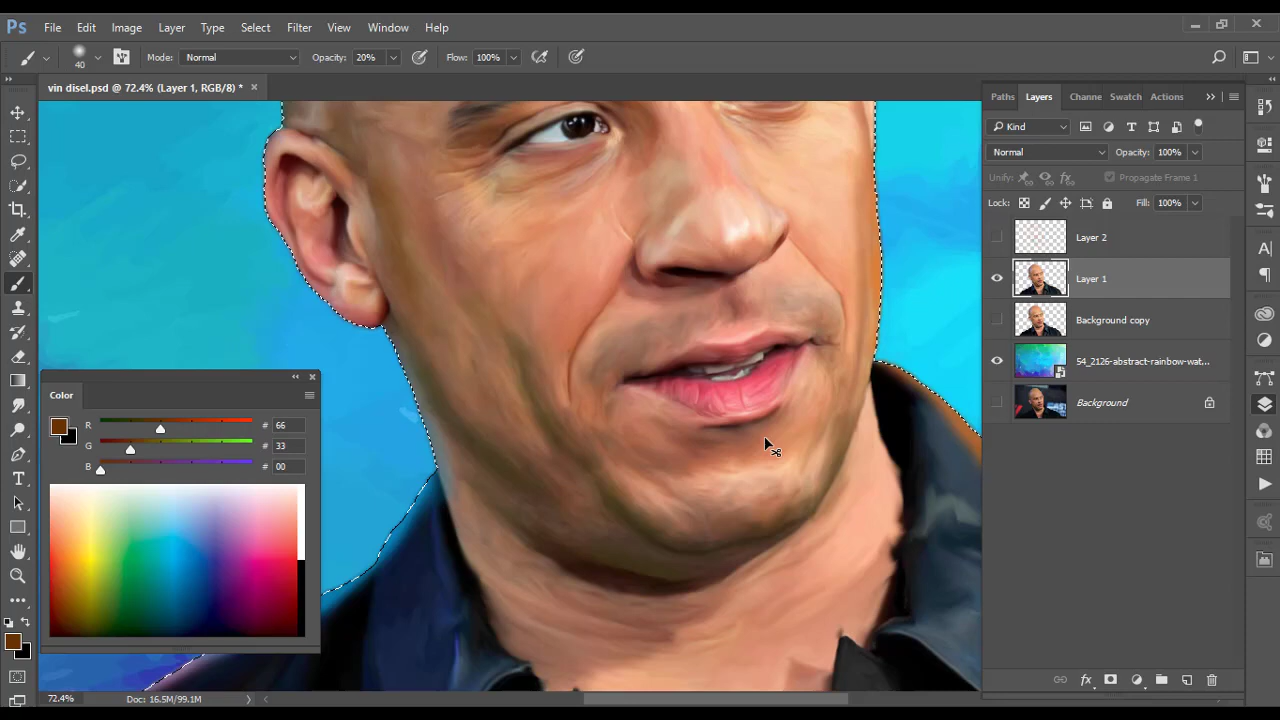 Ps File Edit Image Layer Type Select Filter View Window Help
40 Mode: Normal Opacity: 20% Flow: 100%
vin disel.psd @ 72.4% (Layer 1, RGB/8) * ×
Paths Layers Channe Swatch Actions
Kind
Normal Opacity: 100%
Unify: Propagate Frame 1
Lock: Fill: 100%
Layer 2
Layer 1
Background copy
54_2126-abstract-rainbow-wat...
Background
Color
R # 66
G # 33
B # 00
72.4% Doc: 16.5M/99.1M